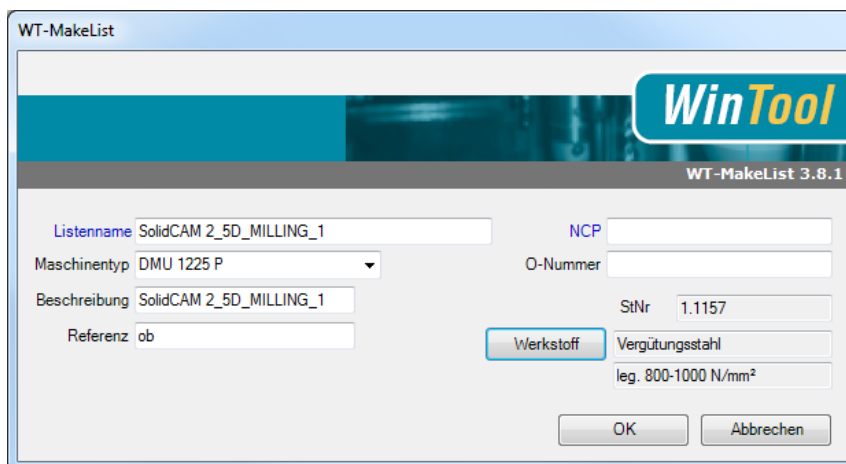 WT-MakeList
WinTool
WT-MakeList 3.8.1
Listenname SolidCAM 2_5D_MILLING_1 NCP
Maschinentyp DMU 1225 P O-Nummer
Beschreibung SolidCAM 2_5D_MILLING_1 StNr 1.1157
Referenz ob Werkstoff Vergütungsstahl
leg. 800-1000 N/mm²
OK Abbrechen